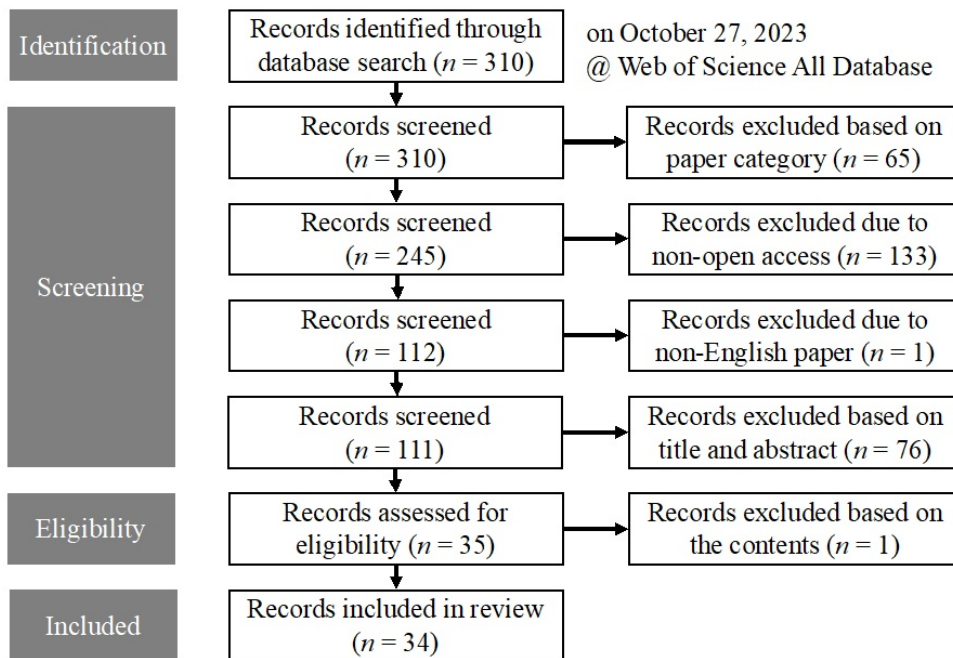 Identification
Records identified through
database search (n = 310)
on October 27, 2023
@ Web of Science All Database
Screening
Records screened
(n = 310)
Records excluded based on
paper category (n = 65)
Records screened
(n = 245)
Records excluded due to
non-open access (n = 133)
Records screened
(n = 112)
Records excluded due to
non-English paper (n = 1)
Records screened
(n = 111)
Records excluded based on
title and abstract (n = 76)
Eligibility
Records assessed for
eligibility (n = 35)
Records excluded based on
the contents (n = 1)
Included
Records included in review
(n = 34)